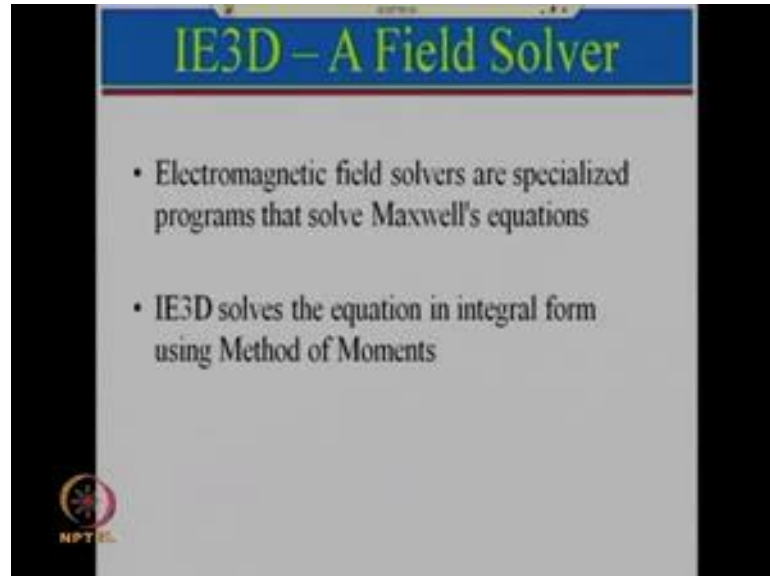 IE3D – A Field Solver
• Electromagnetic field solvers are specialized
programs that solve Maxwell's equations
• IE3D solves the equation in integral form
using Method of Moments
NPTEL